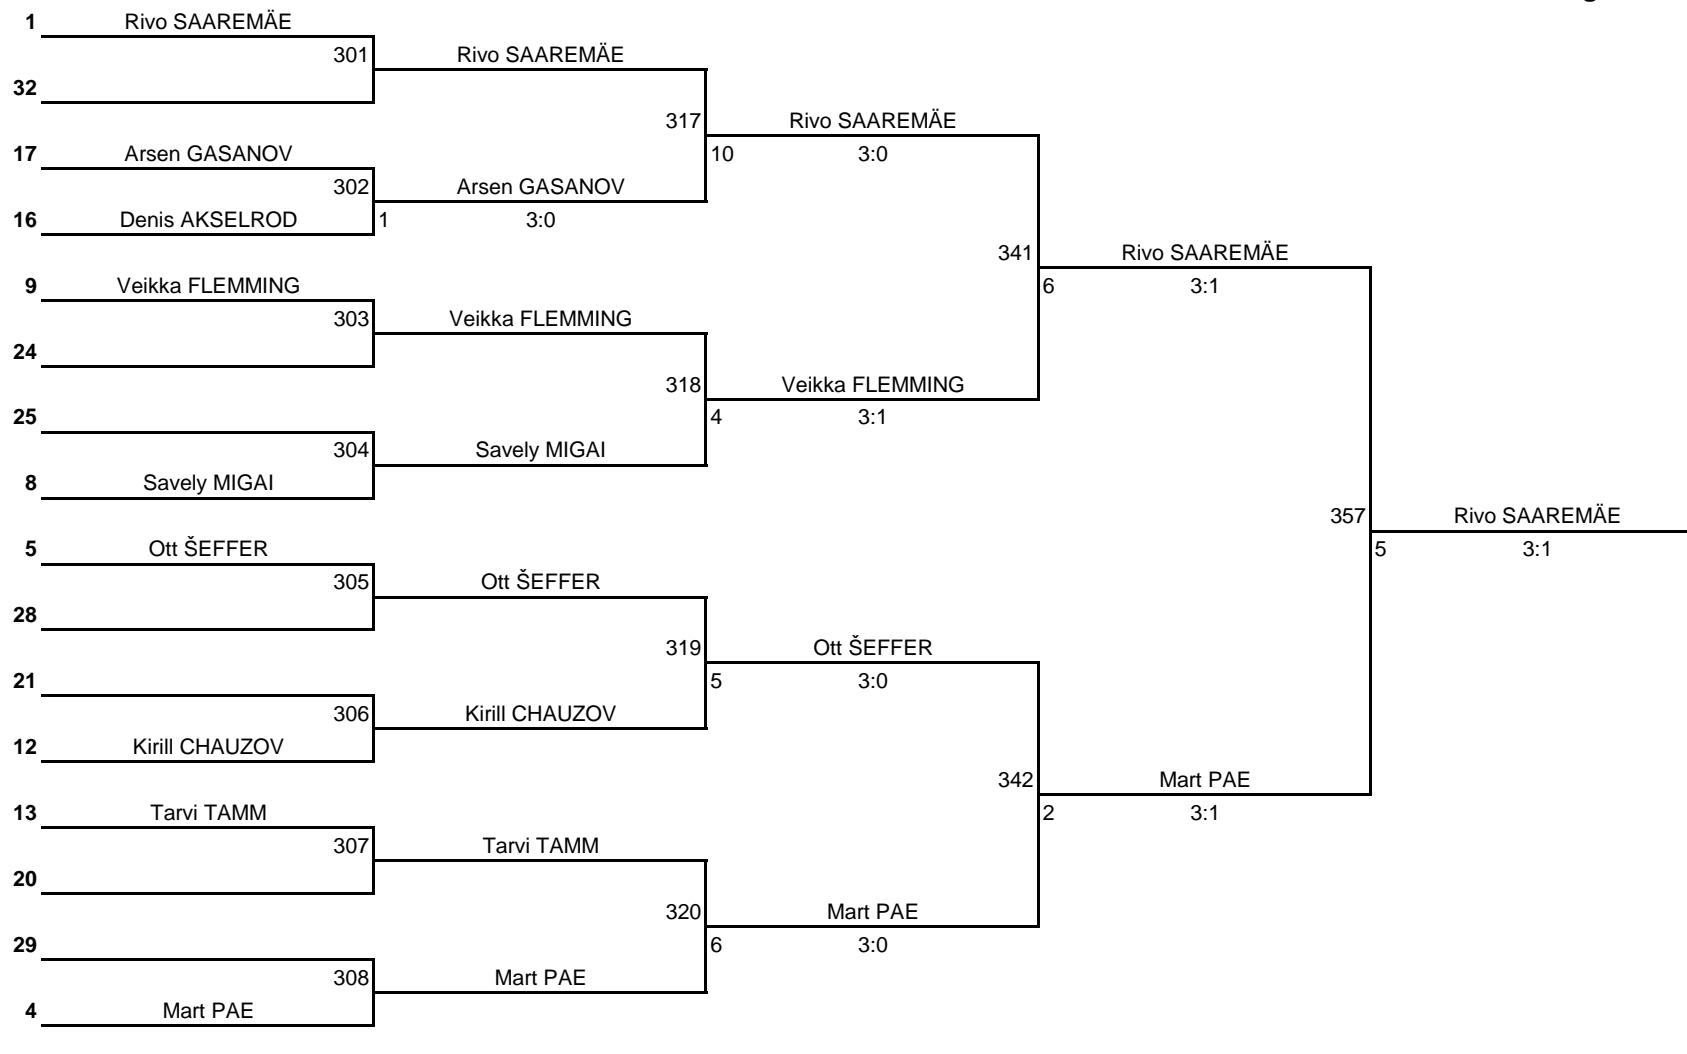 g
1 Rivo SAAREMÄE
301 Rivo SAAREMÄE
32
317 Rivo SAAREMÄE
17 Arsen GASANOV 10 3:0
302 Arsen GASANOV
16 Denis AKSELROD 1 3:0
341 Rivo SAAREMÄE
9 Veikka FLEMMING 6 3:1
303 Veikka FLEMMING
24
318 Veikka FLEMMING
25 4 3:1
304 Savely MIGAI
8 Savely MIGAI
357 Rivo SAAREMÄE
5 Ott ŠEFFER 5 3:1
305 Ott ŠEFFER
28
319 Ott ŠEFFER
21 5 3:0
306 Kirill CHAUZOV
12 Kirill CHAUZOV
342 Mart PAE
13 Tarvi TAMM 2 3:1
307 Tarvi TAMM
20
320 Mart PAE
29 6 3:0
308 Mart PAE
4 Mart PAE